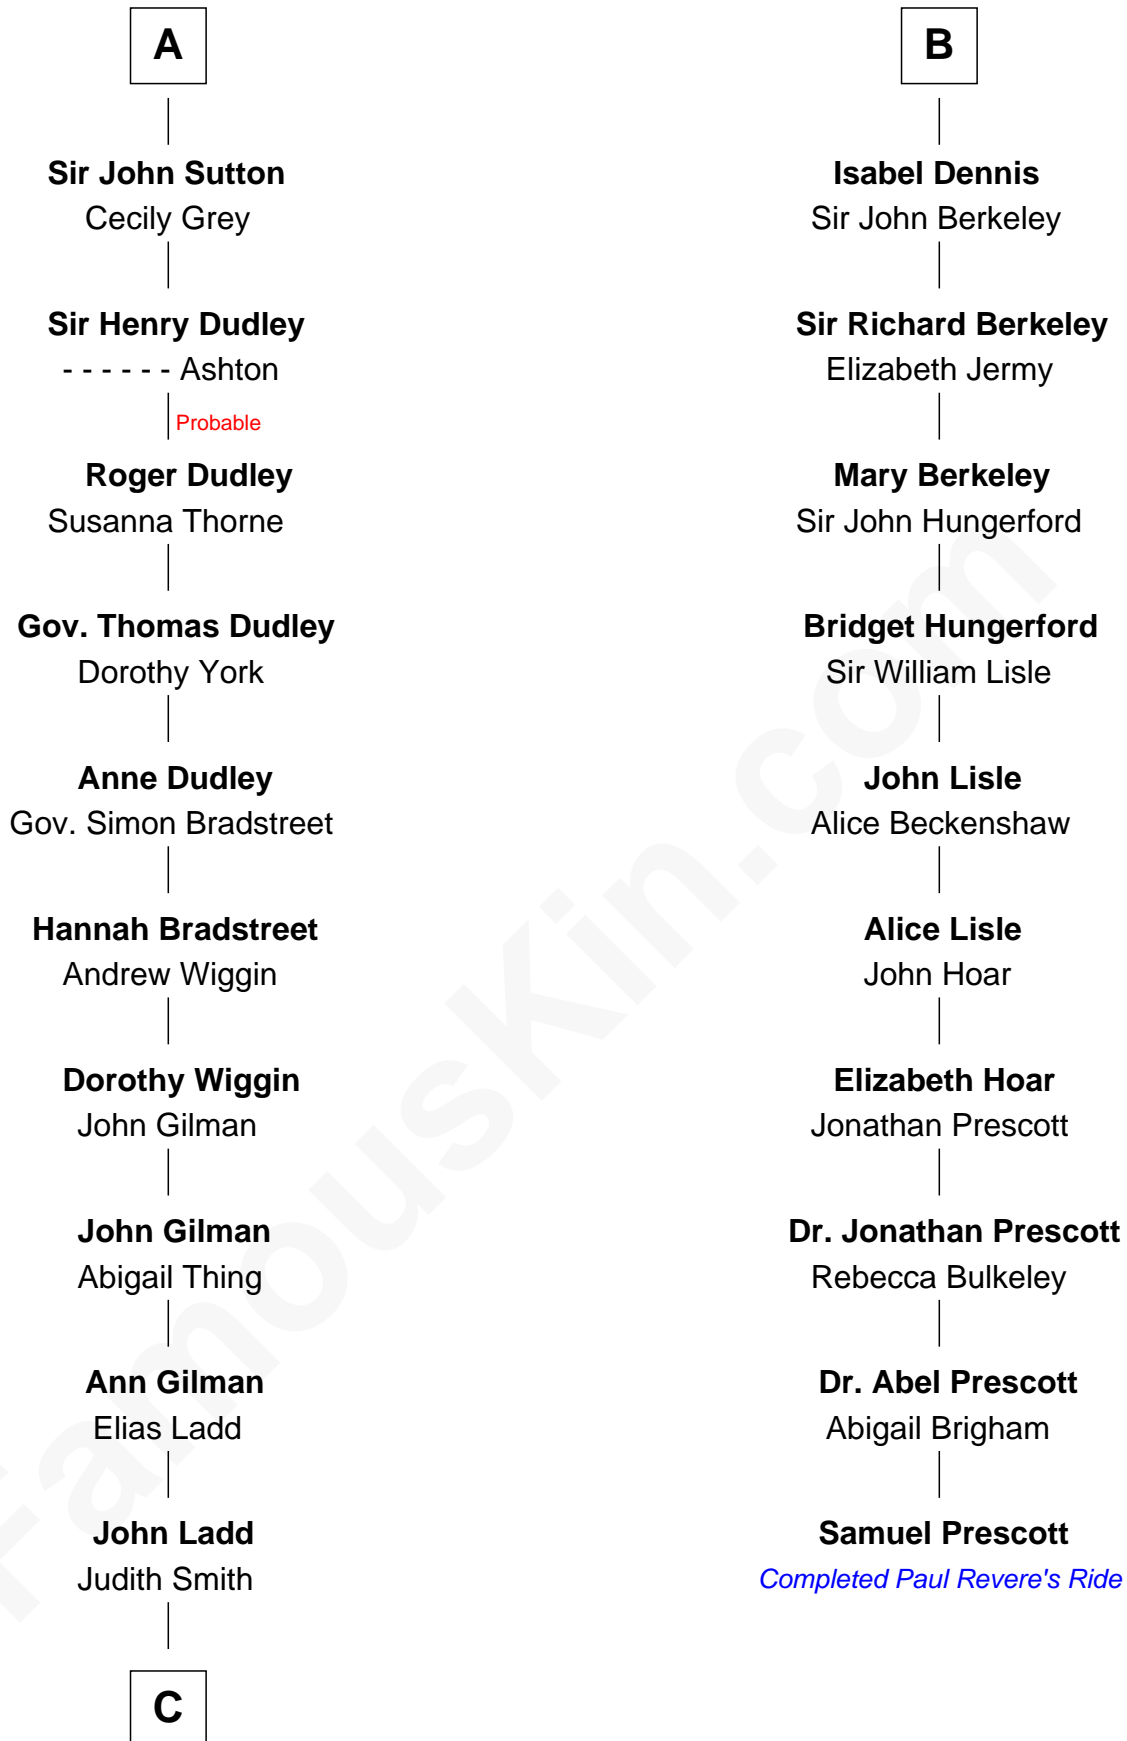 A
Sir John Sutton
Cecily Grey
Sir Henry Dudley
- - - - - - Ashton
Probable
Roger Dudley
Susanna Thorne
Gov. Thomas Dudley
Dorothy York
Anne Dudley
Gov. Simon Bradstreet
Hannah Bradstreet
Andrew Wiggin
Dorothy Wiggin
John Gilman
John Gilman
Abigail Thing
Ann Gilman
Elias Ladd
John Ladd
Judith Smith
C
B
Isabel Dennis
Sir John Berkeley
Sir Richard Berkeley
Elizabeth Jermy
Mary Berkeley
Sir John Hungerford
Bridget Hungerford
Sir William Lisle
John Lisle
Alice Beckenshaw
Alice Lisle
John Hoar
Elizabeth Hoar
Jonathan Prescott
Dr. Jonathan Prescott
Rebecca Bulkeley
Dr. Abel Prescott
Abigail Brigham
Samuel Prescott
Completed Paul Revere's Ride
FamousKin.com